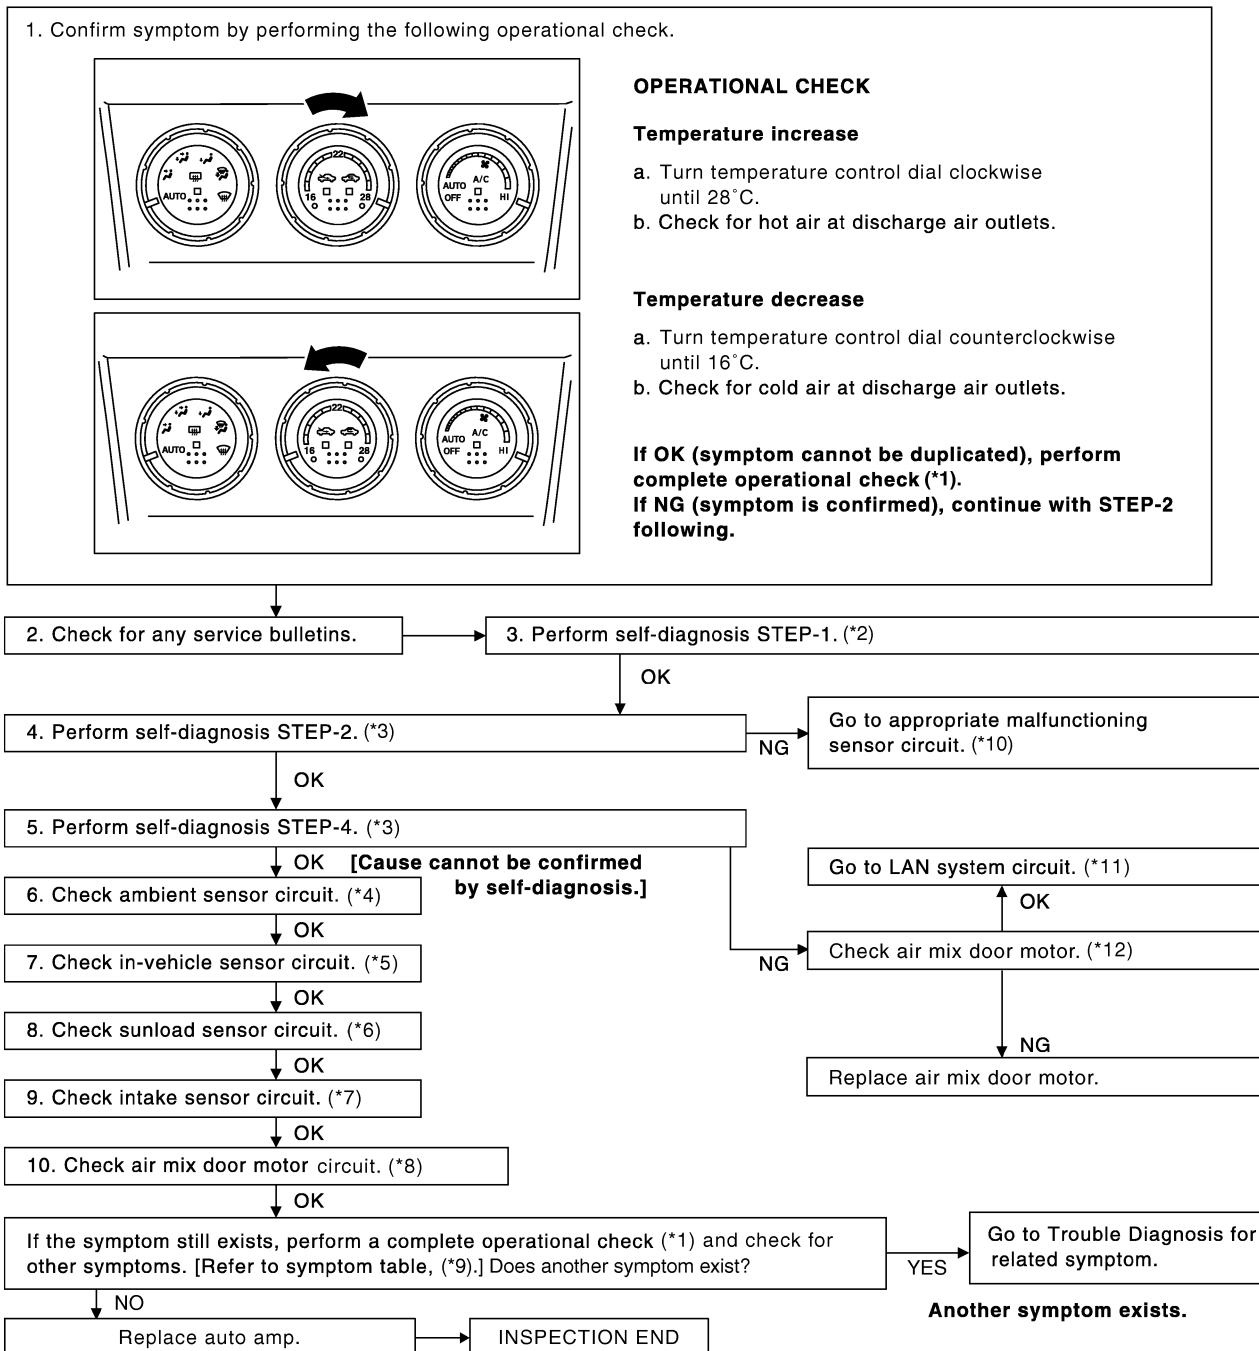 1. Confirm symptom by performing the following operational check.
22
AUTO
16
28
A/C
AUTO
OFF
HI
OPERATIONAL CHECK
Temperature increase
a. Turn temperature control dial clockwise
until 28˚C.
b. Check for hot air at discharge air outlets.
22
AUTO
16
28
A/C
AUTO
OFF
HI
Temperature decrease
a. Turn temperature control dial counterclockwise
until 16˚C.
b. Check for cold air at discharge air outlets.
If OK (symptom cannot be duplicated), perform
complete operational check (*1).
If NG (symptom is confirmed), continue with STEP-2
following.
2. Check for any service bulletins.
3. Perform self-diagnosis STEP-1. (*2)
OK
4. Perform self-diagnosis STEP-2. (*3)
NG
Go to appropriate malfunctioning
sensor circuit. (*10)
OK
5. Perform self-diagnosis STEP-4. (*3)
OK
[Cause cannot be confirmed
by self-diagnosis.]
Go to LAN system circuit. (*11)
OK
NG
Check air mix door motor. (*12)
NG
Replace air mix door motor.
6. Check ambient sensor circuit. (*4)
OK
7. Check in-vehicle sensor circuit. (*5)
OK
8. Check sunload sensor circuit. (*6)
OK
9. Check intake sensor circuit. (*7)
OK
10. Check air mix door motor circuit. (*8)
OK
If the symptom still exists, perform a complete operational check (*1) and check for
other symptoms. [Refer to symptom table, (*9).] Does another symptom exist?
YES
Go to Trouble Diagnosis for
related symptom.
Another symptom exists.
NO
Replace auto amp.
INSPECTION END